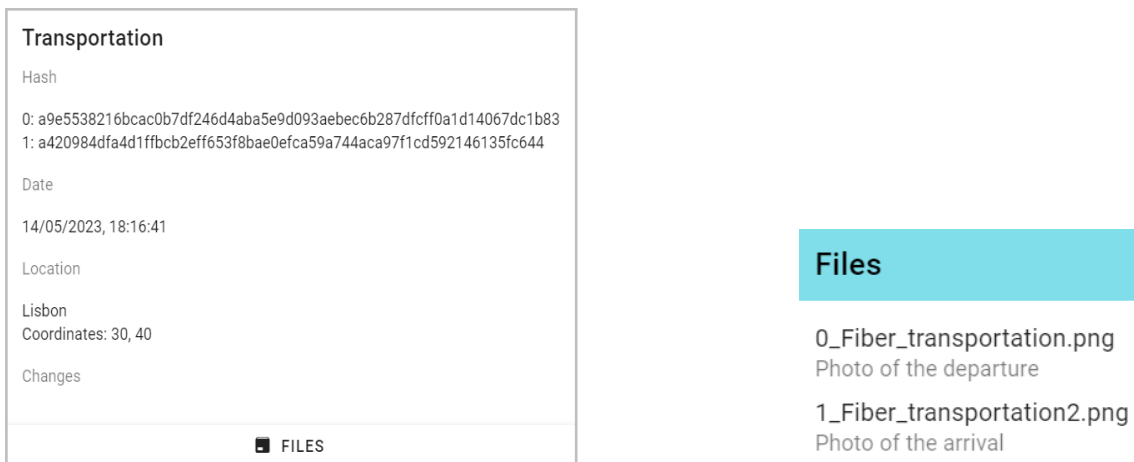 Transportation
Hash
0: a9e5538216bcac0b7df246d4aba5e9d093aebec6b287dfcff0a1d14067dc1b83
1: a420984dfa4d1ffbcb2eff653f8bae0efca59a744aca97f1cd592146135fc644
Date
14/05/2023, 18:16:41
Location
Lisbon
Coordinates: 30, 40
Changes
FILES
Files
0_Fiber_transportation.png
Photo of the departure
1_Fiber_transportation2.png
Photo of the arrival